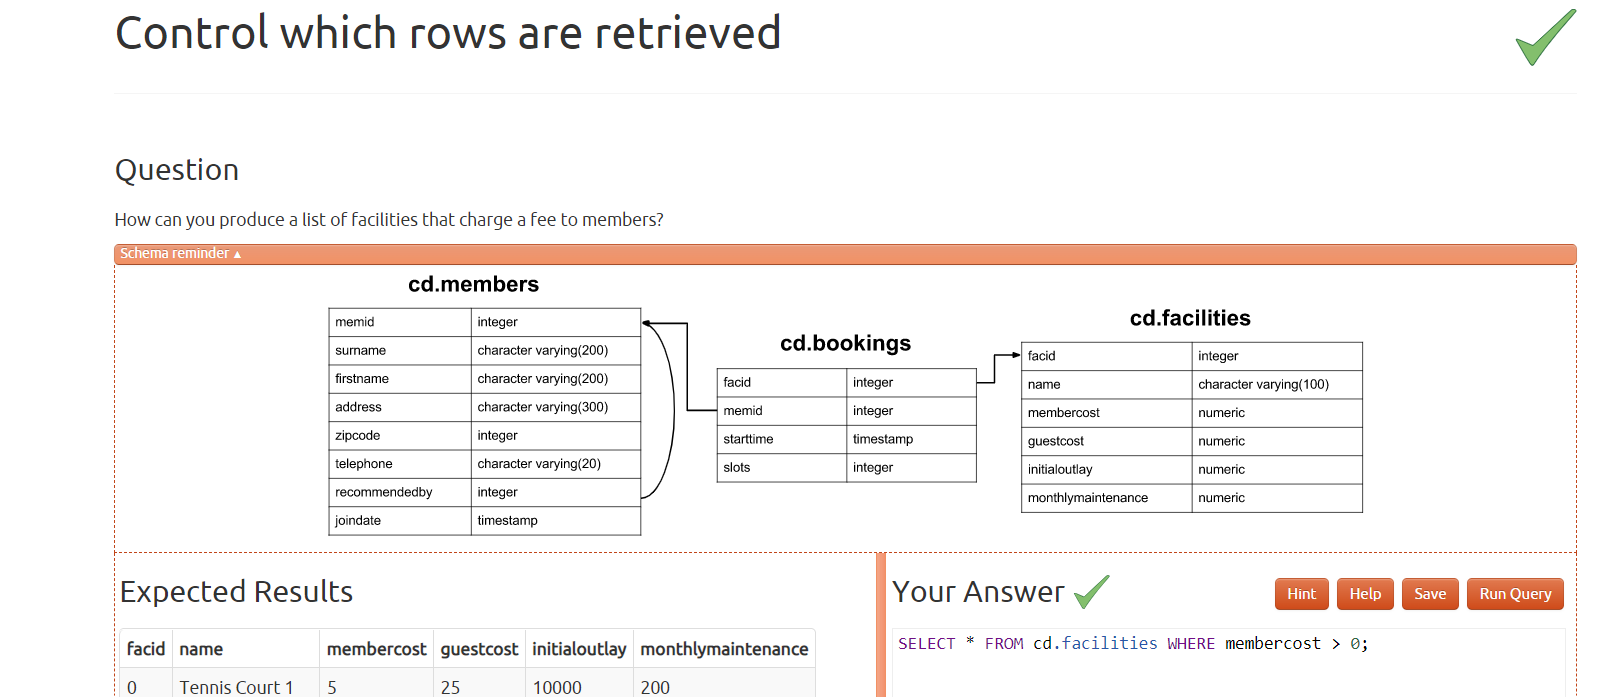 Control which rows are retrieved
Question
How can you produce a list of facilities that charge a fee to members?
Schema reminder ▴
cd.members
memid integer
surname character varying(200)
firstname character varying(200)
address character varying(300)
zipcode integer
telephone character varying(20)
recommendedby integer
joindate timestamp
cd.bookings
facid integer
memid integer
starttime timestamp
slots integer
cd.facilities
facid integer
name character varying(100)
membercost numeric
guestcost numeric
initialoutlay numeric
monthlymaintenance numeric
Expected Results
facid name membercost guestcost initialoutlay monthlymaintenance
0 Tennis Court 1 5 25 10000 200
Your Answer
Hint Help Save Run Query
SELECT * FROM cd.facilities WHERE membercost > 0;